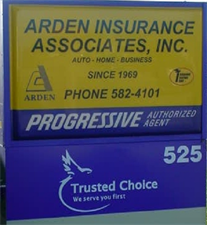 ARDEN INSURANCE
ASSOCIATES, INC.
AUTO - HOME - BUSINESS
SINCE 1969
ARDEN
PHONE 582-4101
PROGRESSIVE AUTHORIZED
AGENT
525
Trusted Choice
We serve you first